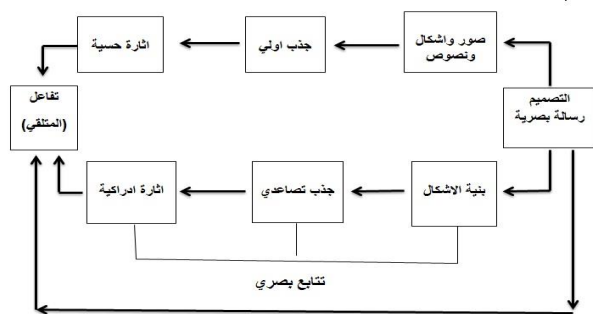 صور واشكال
ونصوص
جذب اولي
اثارة حسية
التصميم
رسالة بصرية
تفاعل
(المتلقي)
بنية الاشكال
جذب تصاعدي
اثارة ادراكية
تتابع بصري